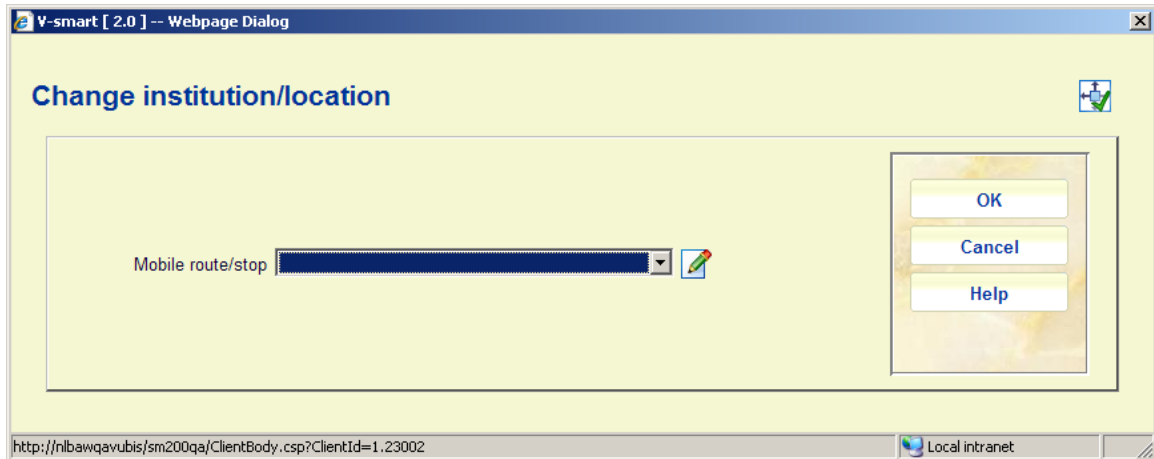 V-smart [ 2.0 ] -- Webpage Dialog
Change institution/location
OK
Mobile route/stop
Cancel
Help
http://nlbawqavubis/sm200qa/ClientBody.csp?ClientId=1.23002
Local intranet